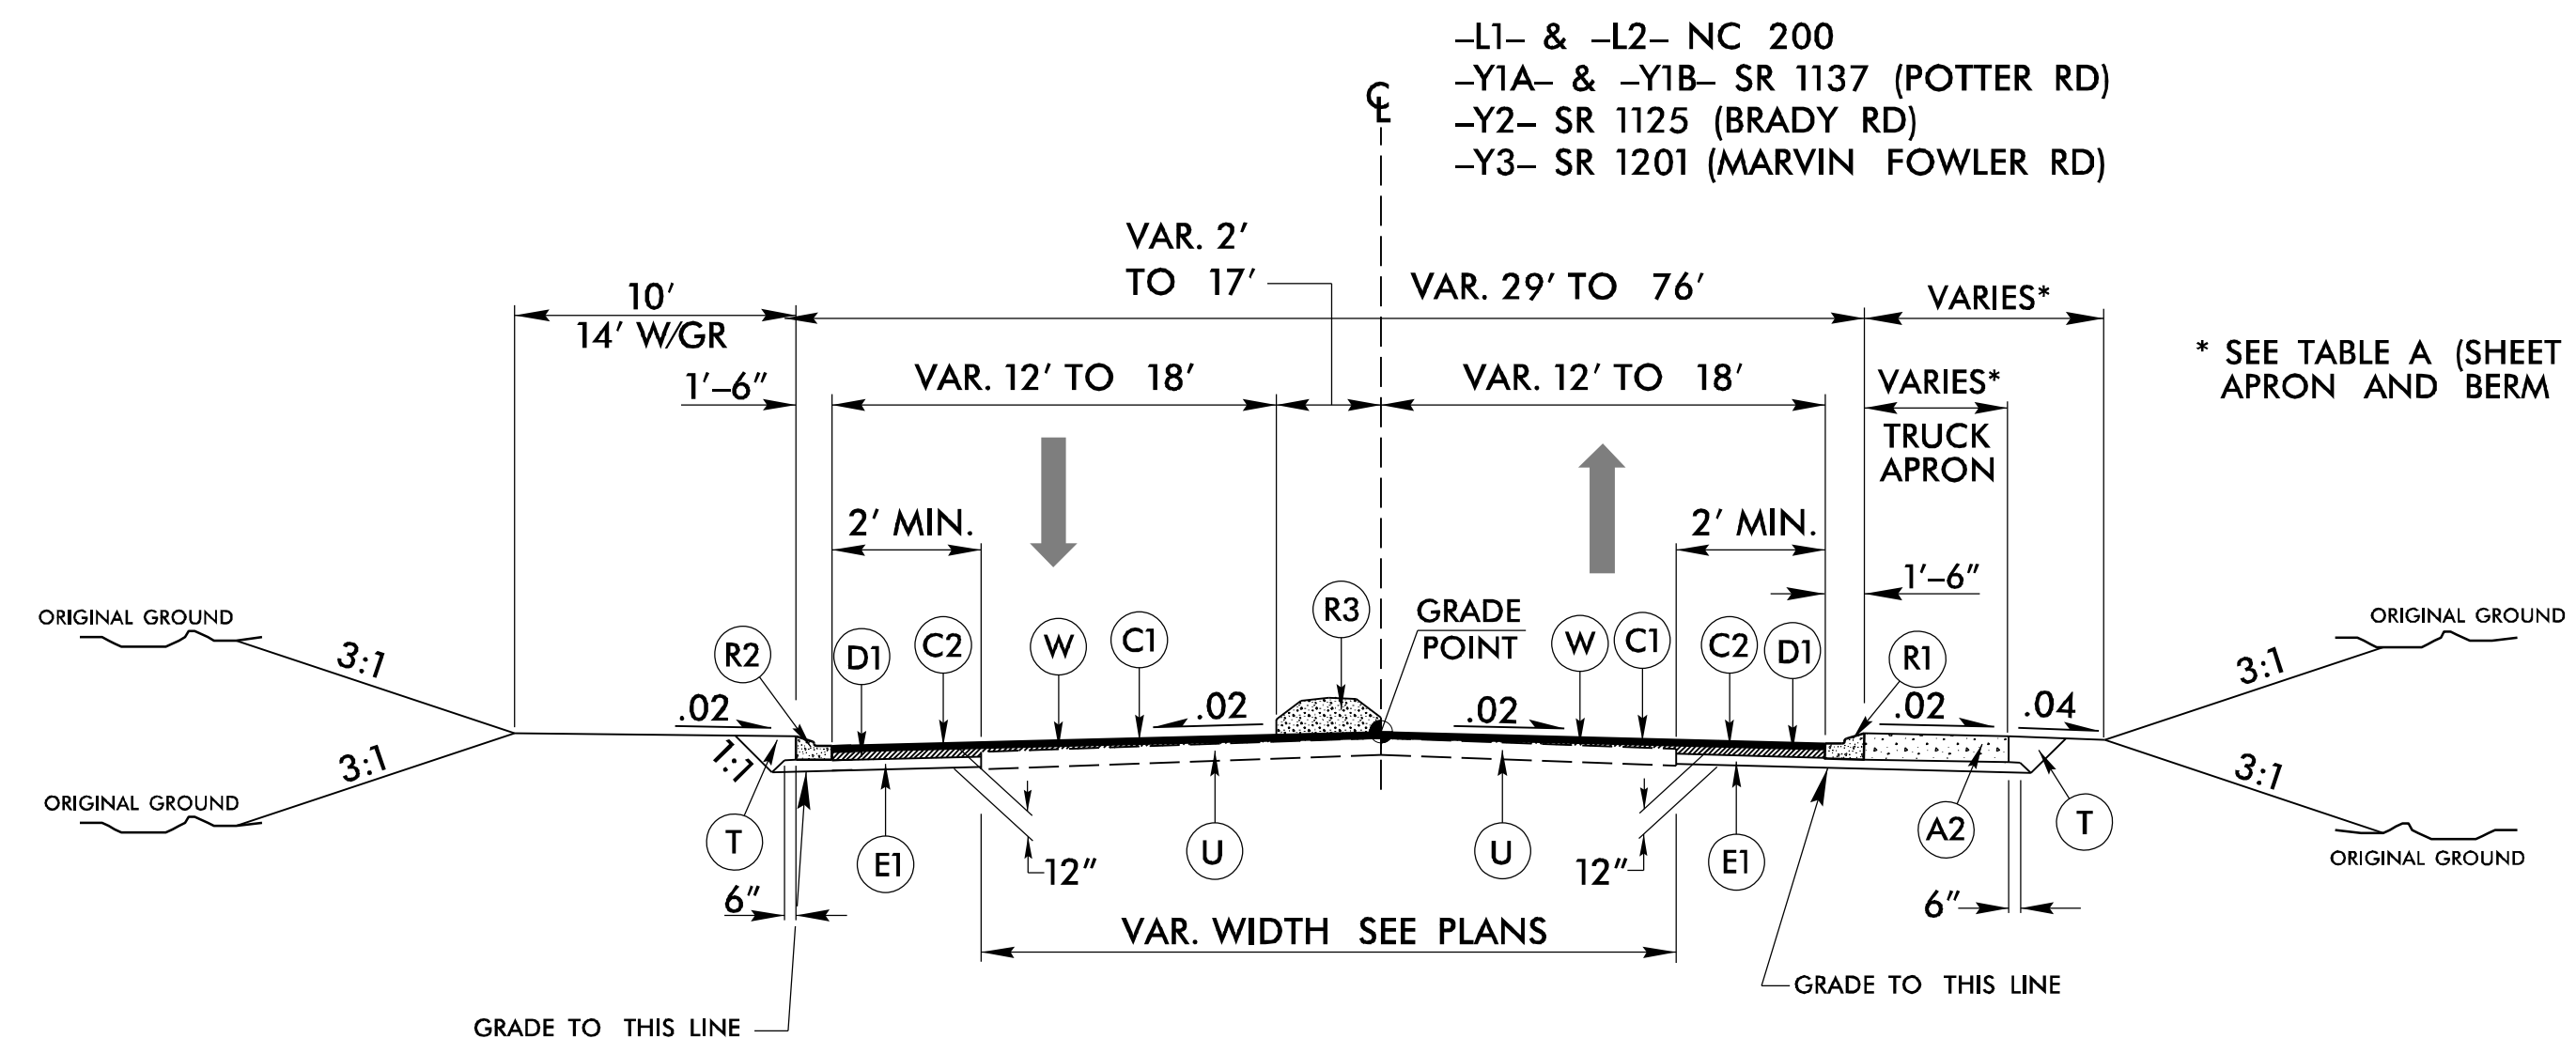 –L1– & –L2– NC 200
–Y1A– & –Y1B– SR 1137 (POTTER RD)
–Y2– SR 1125 (BRADY RD)
–Y3– SR 1201 (MARVIN FOWLER RD)
℄
VAR. 2'
TO 17'
10'
14' W/GR
VAR. 29' TO 76'
VARIES*
* SEE TABLE A (SHEET
APRON AND BERM
1'–6"
VAR. 12' TO 18'
VAR. 12' TO 18'
VARIES*
TRUCK
APRON
2' MIN.
2' MIN.
1'–6"
ORIGINAL GROUND
ORIGINAL GROUND
3:1
3:1
R2
D1
C2
W
C1
R3
GRADE
POINT
W
C1
C2
D1
R1
.02
.02
.02
.02
.04
1:1
3:1
3:1
ORIGINAL GROUND
ORIGINAL GROUND
T
E1
U
U
E1
A2
T
12"
12"
6"
6"
VAR. WIDTH SEE PLANS
GRADE TO THIS LINE
GRADE TO THIS LINE